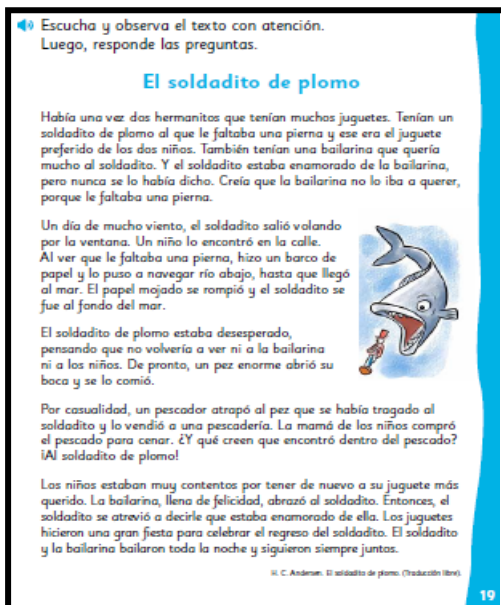 Escucha y observa el texto con atención.
Luego, responde las preguntas.
El soldadito de plomo
Había una vez dos hermanitos que tenían muchos juguetes. Tenían un
soldadito de plomo al que le faltaba una pierna y ese era el juguete
preferido de los dos niños. También tenían una bailarina que quería
mucho al soldadito. Y el soldadito estaba enamorado de la bailarina,
pero nunca se lo había dicho. Creía que la bailarina no lo iba a querer,
porque le faltaba una pierna.
Un día de mucho viento, el soldadito salió volando
por la ventana. Un niño lo encontró en la calle.
Al ver que le faltaba una pierna, hizo un barco de
papel y lo puso a navegar río abajo, hasta que llegó
al mar. El papel mojado se rompió y el soldadito se
fue al fondo del mar.
El soldadito de plomo estaba desesperado,
pensando que no volvería a ver ni a la bailarina
ni a los niños. De pronto, un pez enorme abrió su
boca y se lo comió.
Por casualidad, un pescador atrapó al pez que se había tragado al
soldadito y lo vendió a una pescadería. La mamá de los niños compró
el pescado para cenar. ¿Y qué creen que encontró dentro del pescado?
¡Al soldadito de plomo!
Los niños estaban muy contentos por tener de nuevo a su juguete más
querido. La bailarina, llena de felicidad, abrazó al soldadito. Entonces, el
soldadito se atrevió a decirle que estaba enamorado de ella. Los juguetes
hicieron una gran fiesta para celebrar el regreso del soldadito. El soldadito
y la bailarina bailaron toda la noche y siguieron siempre juntos.
H. C. Andersen. El soldadito de plomo. (Traducción libre).
19